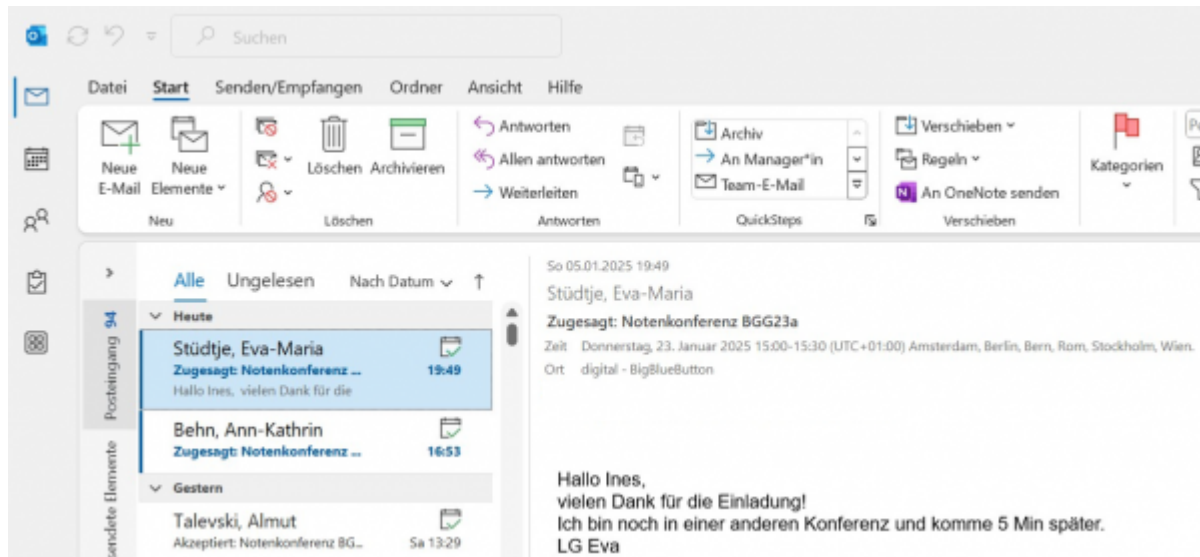 Suchen
Datei Start Senden/Empfangen Ordner Ansicht Hilfe
Neue E-Mail
Neue Elemente
Neu
Löschen Archivieren
Löschen
Antworten
Allen antworten
Weiterleiten
Antworten
Archiv
An Manager*in
Team-E-Mail
QuickSteps
Verschieben
Regeln
An OneNote senden
Verschieben
Kategorien
Posteingang 94
Alle Ungelesen Nach Datum
Heute
Stüdtje, Eva-Maria
Zugesagt: Notenkonferenz ... 19:49
Hallo Ines, vielen Dank für die
Behn, Ann-Kathrin
Zugesagt: Notenkonferenz ... 16:53
Gestern
Talevski, Almut
Akzeptiert: Notenkonferenz BG... Sa 13:29
So 05.01.2025 19:49
Stüdtje, Eva-Maria
Zugesagt: Notenkonferenz BGG23a
Zeit Donnerstag, 23. Januar 2025 15:00-15:30 (UTC+01:00) Amsterdam, Berlin, Bern, Rom, Stockholm, Wien.
Ort digital - BigBlueButton
Hallo Ines,
vielen Dank für die Einladung!
Ich bin noch in einer anderen Konferenz und komme 5 Min später.
LG Eva